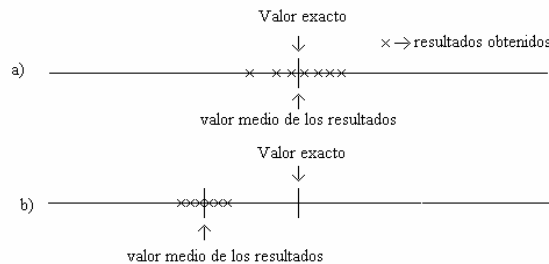 Valor exacto
× → resultados obtenidos
a)
valor medio de los resultados
Valor exacto
b)
valor medio de los resultados